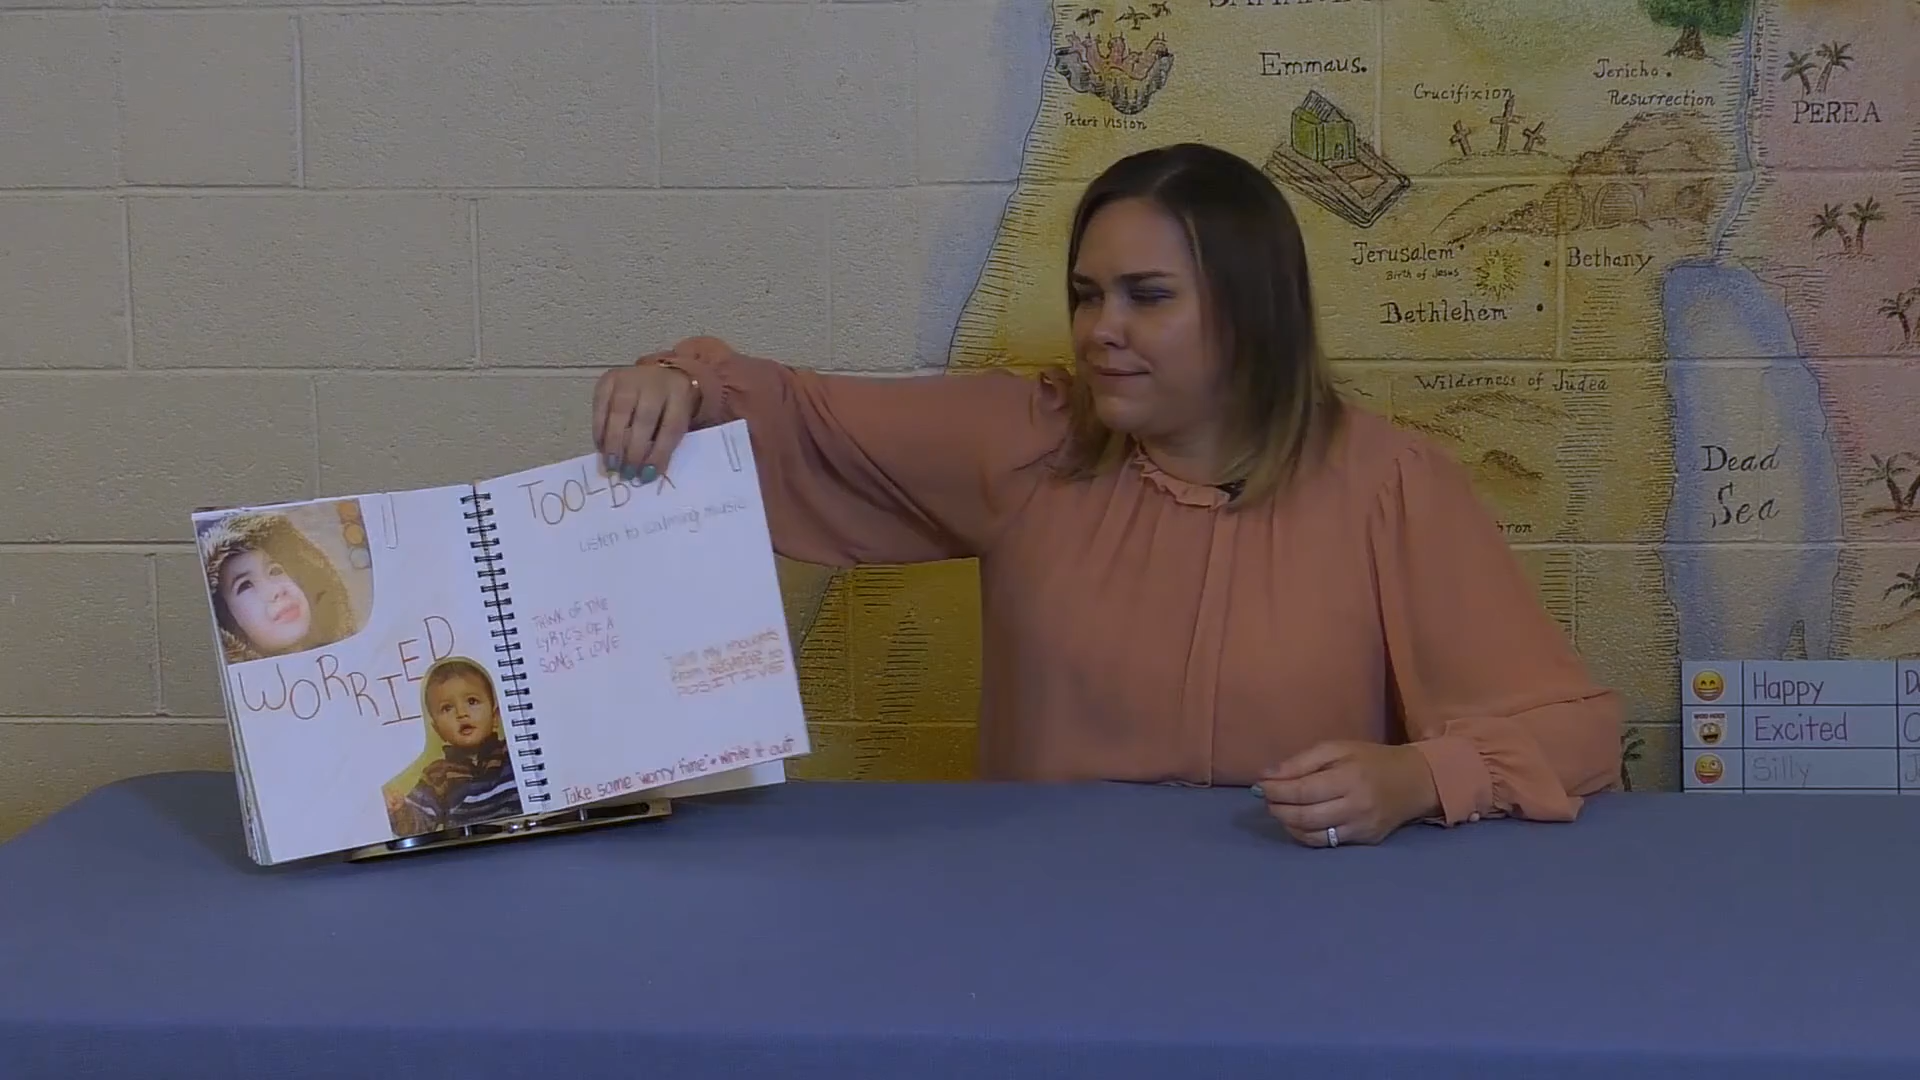 Peter's Vision
Emmaus.
Crucifixion
Jericho.
Resurrection
River Jordan
PEREA
Jerusalem
Birth of Jesus
Bethany
Bethlehem
Wilderness of Judea
Dead
Sea
WORRIED
TOOLBOX
Listen to calming music
THINK OF THE
LYRICS OF A
SONG I LOVE
Turn my thoughts
from NEGATIVE to
POSITIVE
Take some "worry time" + write it out
Happy
Excited
Silly